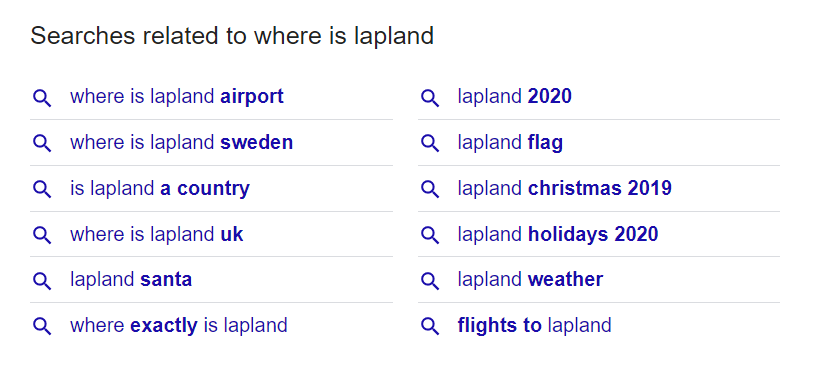 Searches related to where is lapland
where is lapland airport
where is lapland sweden
is lapland a country
where is lapland uk
lapland santa
where exactly is lapland
lapland 2020
lapland flag
lapland christmas 2019
lapland holidays 2020
lapland weather
flights to lapland